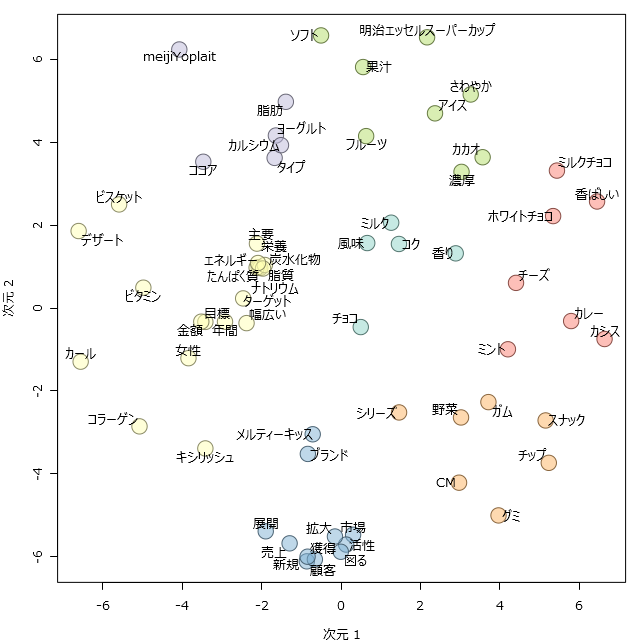 ソフト
明治エッセルスーパーカップ
meijiYoplait
果汁
さわやか
脂肪
アイス
ヨーグルト
カルシウム
フルーツ
カカオ
ココア
タイプ
濃厚
ミルクチョコ
ビスケット
香ばしい
ホワイトチョコ
デザート
主要
栄養
ミルク
風味
コク
香り
エネルギー
炭水化物
たんぱく質
脂質
ナトリウム
ビタミン
ターゲット
チーズ
目標
幅広い
金額
年間
チョコ
カレー
カシス
カール
女性
ミント
コラーゲン
シリーズ
野菜
ガム
スナック
メルティーキッス
キシリッシュ
ブランド
チップ
CM
グミ
展開
拡大
市場
売上
獲得
活性
新規
顧客
図る
6
4
2
0
-2
-4
-6
次元 2
-6
-4
-2
0
2
4
6
次元 1